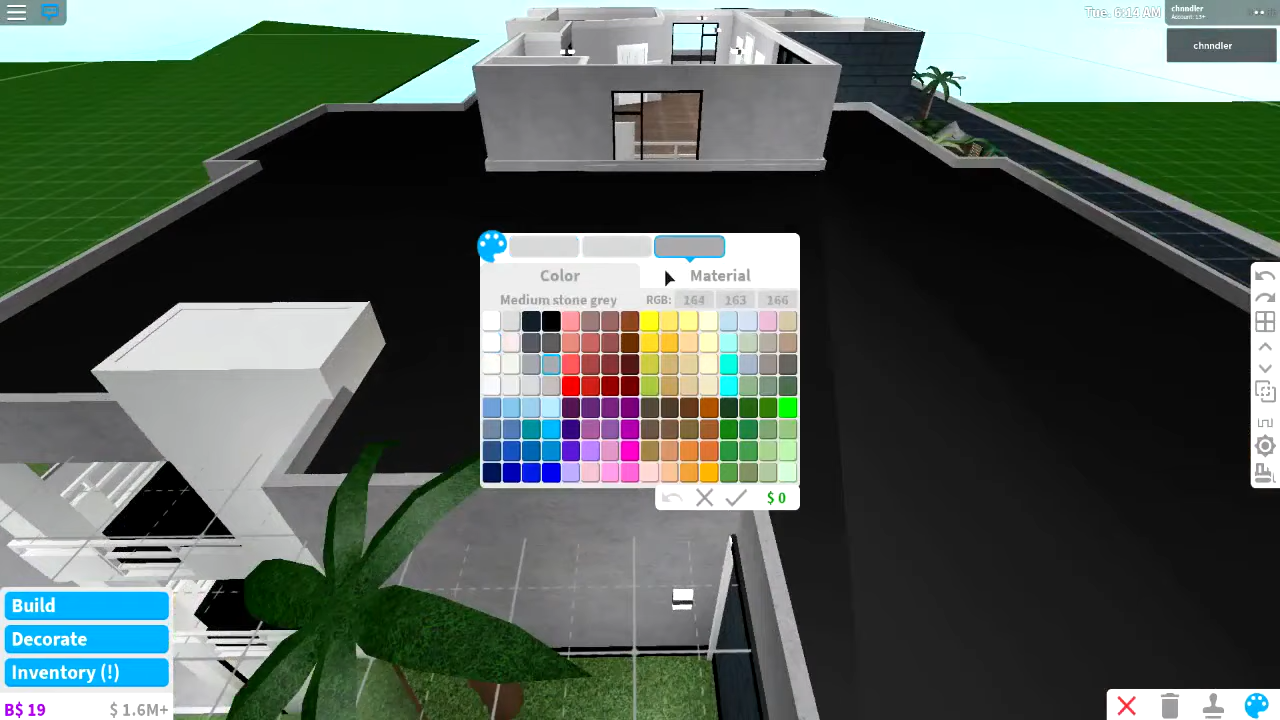 Tue. 6:14 AM
chnndler
Account: 13+
chnndler
Color
Material
Medium stone grey
RGB: 164 163 166
$ 0
Build
Decorate
Inventory (!)
B$ 19
$ 1.6M+